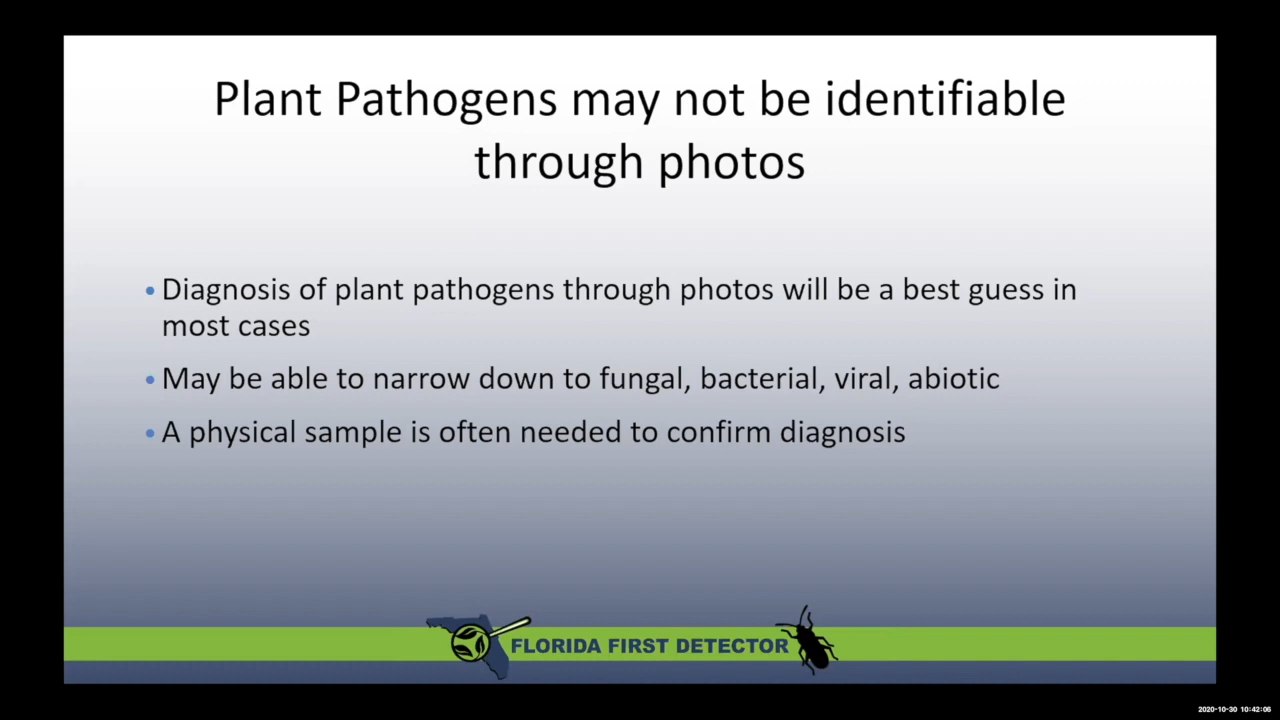 Plant Pathogens may not be identifiable
through photos
• Diagnosis of plant pathogens through photos will be a best guess in
most cases
• May be able to narrow down to fungal, bacterial, viral, abiotic
• A physical sample is often needed to confirm diagnosis
FLORIDA FIRST DETECTOR
2020-10-30 10:42:06